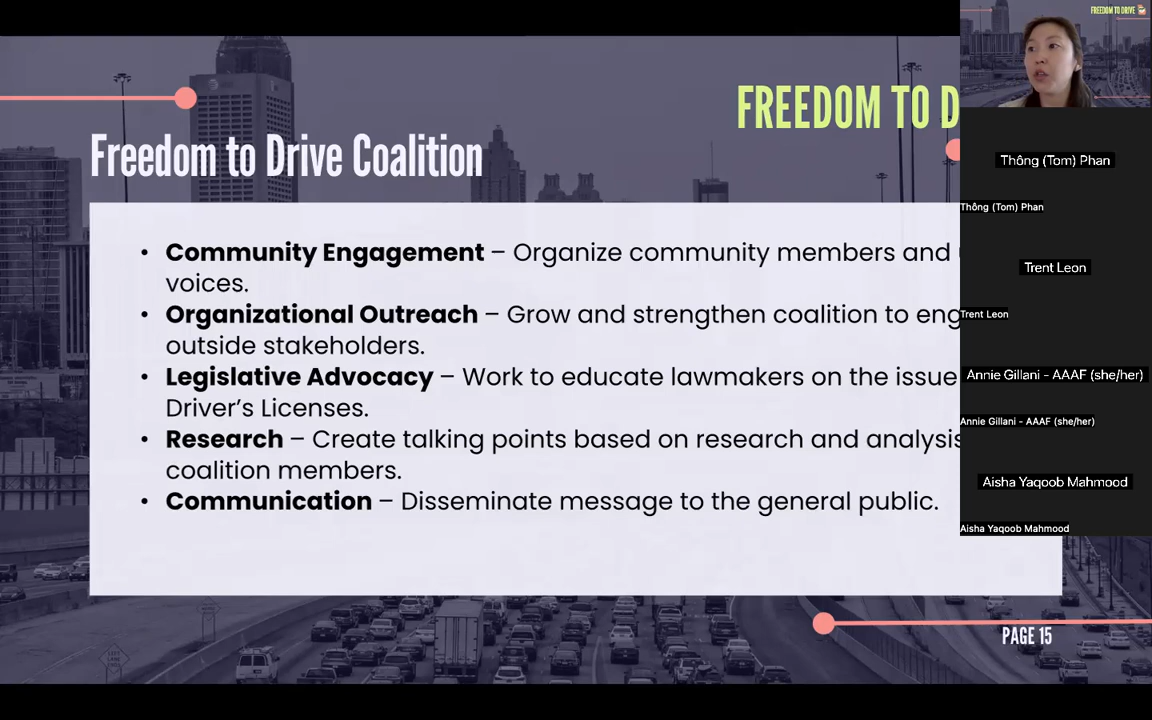 FREEDOM TO DRIVE
FREEDOM TO D
Freedom to Drive Coalition
• Community Engagement – Organize community members and
voices.
• Organizational Outreach – Grow and strengthen coalition to eng
outside stakeholders.
• Legislative Advocacy – Work to educate lawmakers on the issue
Driver’s Licenses.
• Research – Create talking points based on research and analysis
coalition members.
• Communication – Disseminate message to the general public.
PAGE 15
Thông (Tom) Phan
Thông (Tom) Phan
Trent Leon
Trent Leon
Annie Gillani - AAAF (she/her)
Annie Gillani - AAAF (she/her)
Aisha Yaqoob Mahmood
Aisha Yaqoob Mahmood